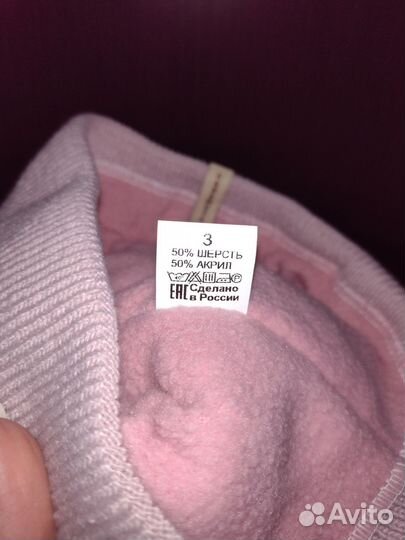 3
50% ШЕРСТЬ
50% АКРИЛ
ЕАС Сделано
в России
Avito